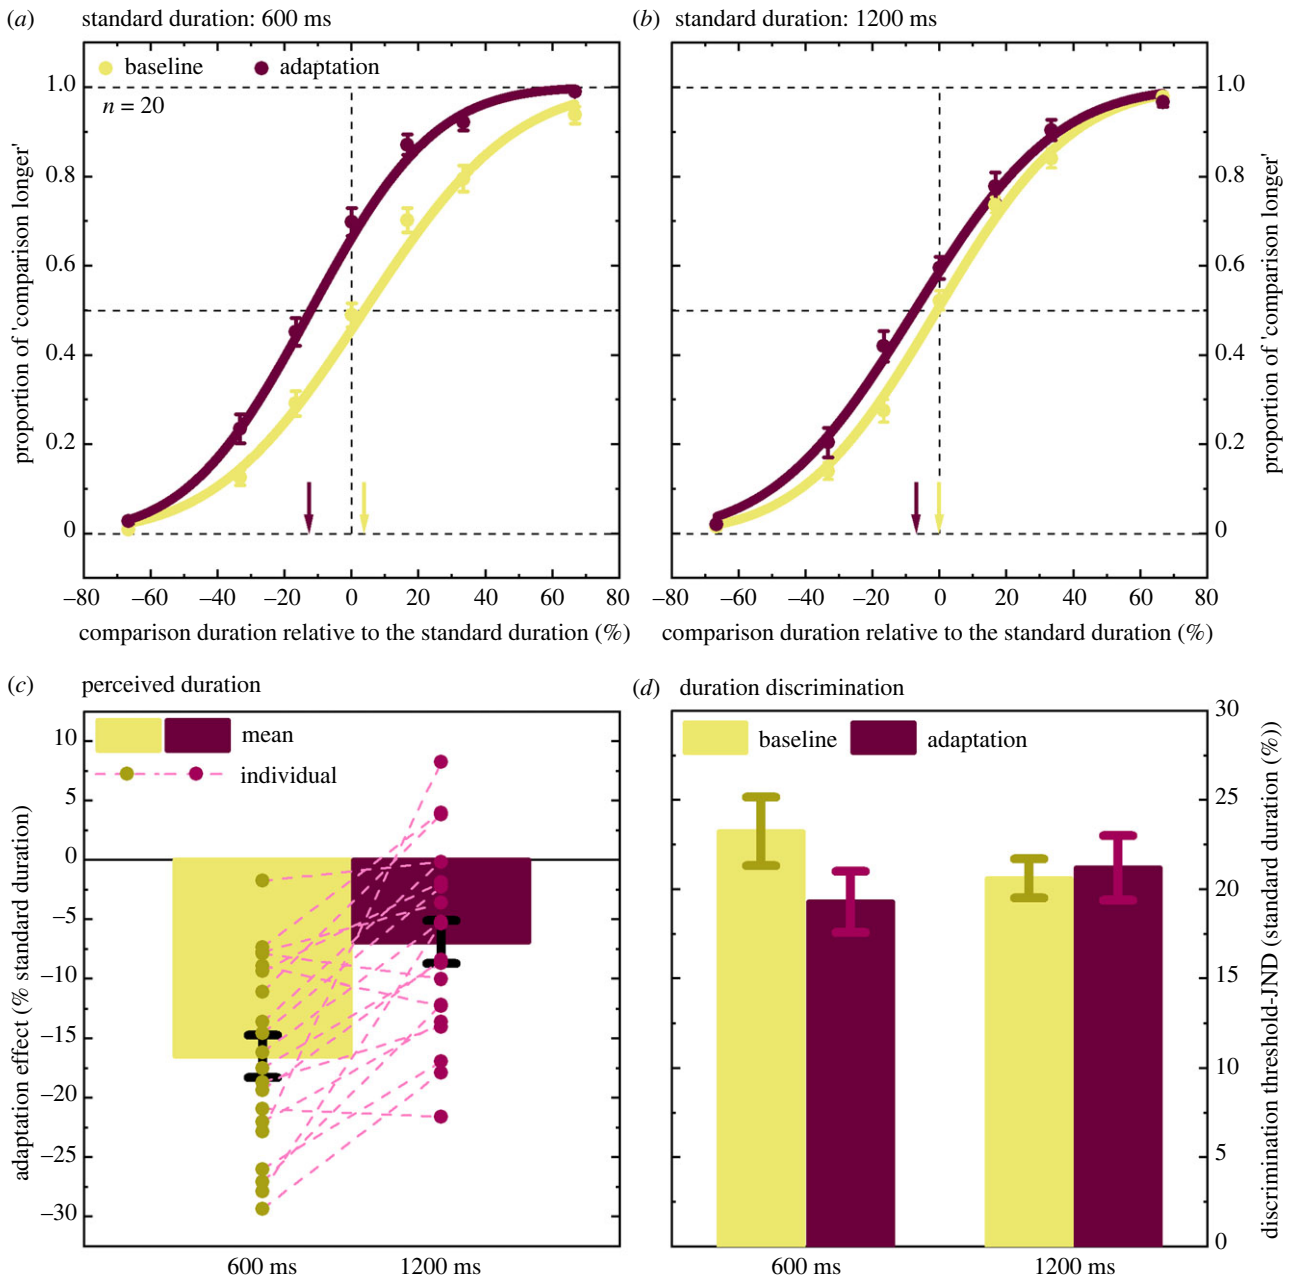 (a) standard duration: 600 ms
baseline adaptation
n = 20
1.0
0.8
0.6
0.4
0.2
0
proportion of 'comparison longer'
–80 –60 –40 –20 0 20 40 60 80
comparison duration relative to the standard duration (%)
(b) standard duration: 1200 ms
1.0
0.8
0.6
0.4
0.2
0
proportion of 'comparison longer'
–80 –60 –40 –20 0 20 40 60 80
comparison duration relative to the standard duration (%)
(c) perceived duration
mean
individual
10
5
0
–5
–10
–15
–20
–25
–30
adaptation effect (% standard duration)
600 ms 1200 ms
(d) duration discrimination
baseline adaptation
30
25
20
15
10
5
0
discrimination threshold-JND (standard duration (%))
600 ms 1200 ms